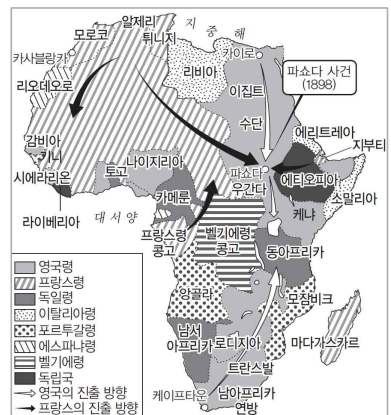 지 중 해
알제리
모로코
튀니지
카사블랑카
카이로
리비아
파쇼다 사건
(1898)
리오데오로
이집트
수단
에리트레아
지부티
감비아
기니
시에라리온
나이지리아
토고
파쇼다
우간다
에티오피아
소말리아
카메룬
라이베리아
대 서 양
케냐
프랑스령
콩고
벨기에령
콩고
동아프리카
영국령
프랑스령
독일령
이탈리아령
포르투갈령
에스파냐령
벨기에령
독립국
영국의 진출 방향
프랑스의 진출 방향
앙골라
모잠비크
남서
아프리카
로디지아
마다가스카르
트란스발
케이프타운
남아프리카
연방